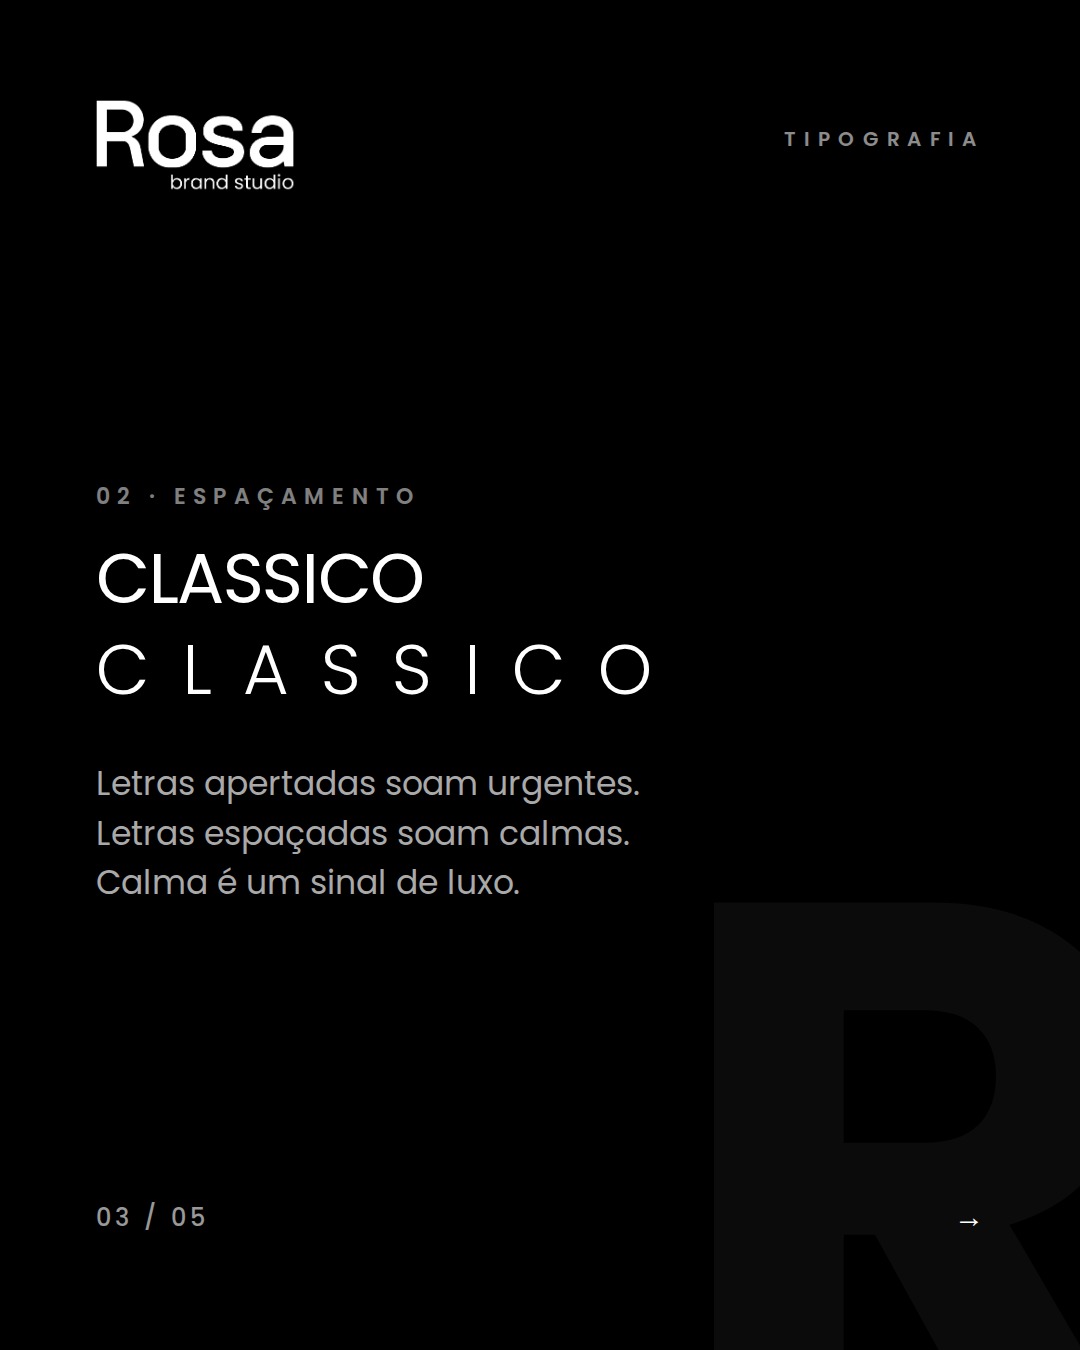 Rosa
brand studio
TIPOGRAFIA
02 · ESPAÇAMENTO
CLASSICO
CLASSICO
Letras apertadas soam urgentes.
Letras espaçadas soam calmas.
Calma é um sinal de luxo.
R
03 / 05
→